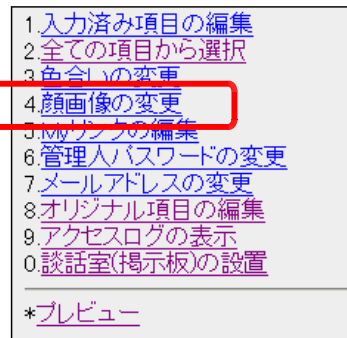 1.入力済み項目の編集
2.全ての項目から選択
3.色合いの変更
4.顔画像の変更
5.Myリンクの編集
6.管理人パスワードの変更
7.メールアドレスの変更
8.オリジナル項目の編集
9.アクセスログの表示
0.談話室(掲示板)の設置
*プレビュー